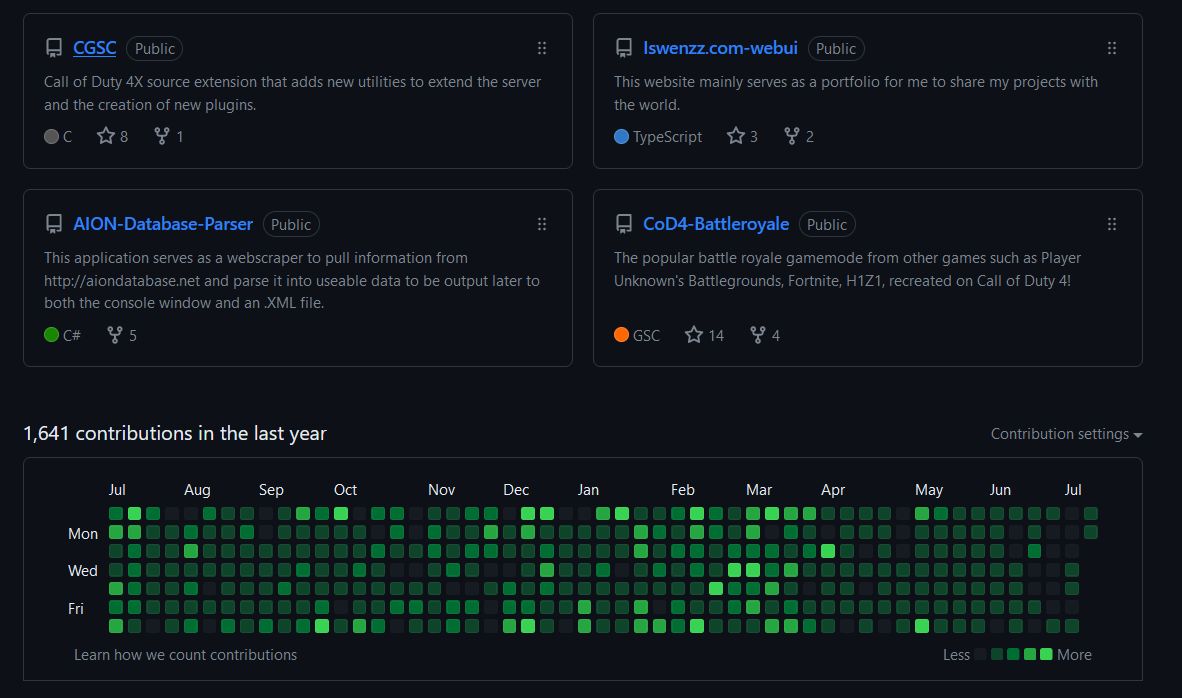 CGSC Public
Call of Duty 4X source extension that adds new utilities to extend the server
and the creation of new plugins.
C 8 1
Iswenzz.com-webui Public
This website mainly serves as a portfolio for me to share my projects with
the world.
TypeScript 3 2
AION-Database-Parser Public
This application serves as a webscraper to pull information from
http://aiondatabase.net and parse it into useable data to be output later to
both the console window and an .XML file.
C# 5
CoD4-Battleroyale Public
The popular battle royale gamemode from other games such as Player
Unknown's Battlegrounds, Fortnite, H1Z1, recreated on Call of Duty 4!
GSC 14 4
1,641 contributions in the last year
Contribution settings
Jul Aug Sep Oct Nov Dec Jan Feb Mar Apr May Jun Jul
Mon
Wed
Fri
Learn how we count contributions
Less More